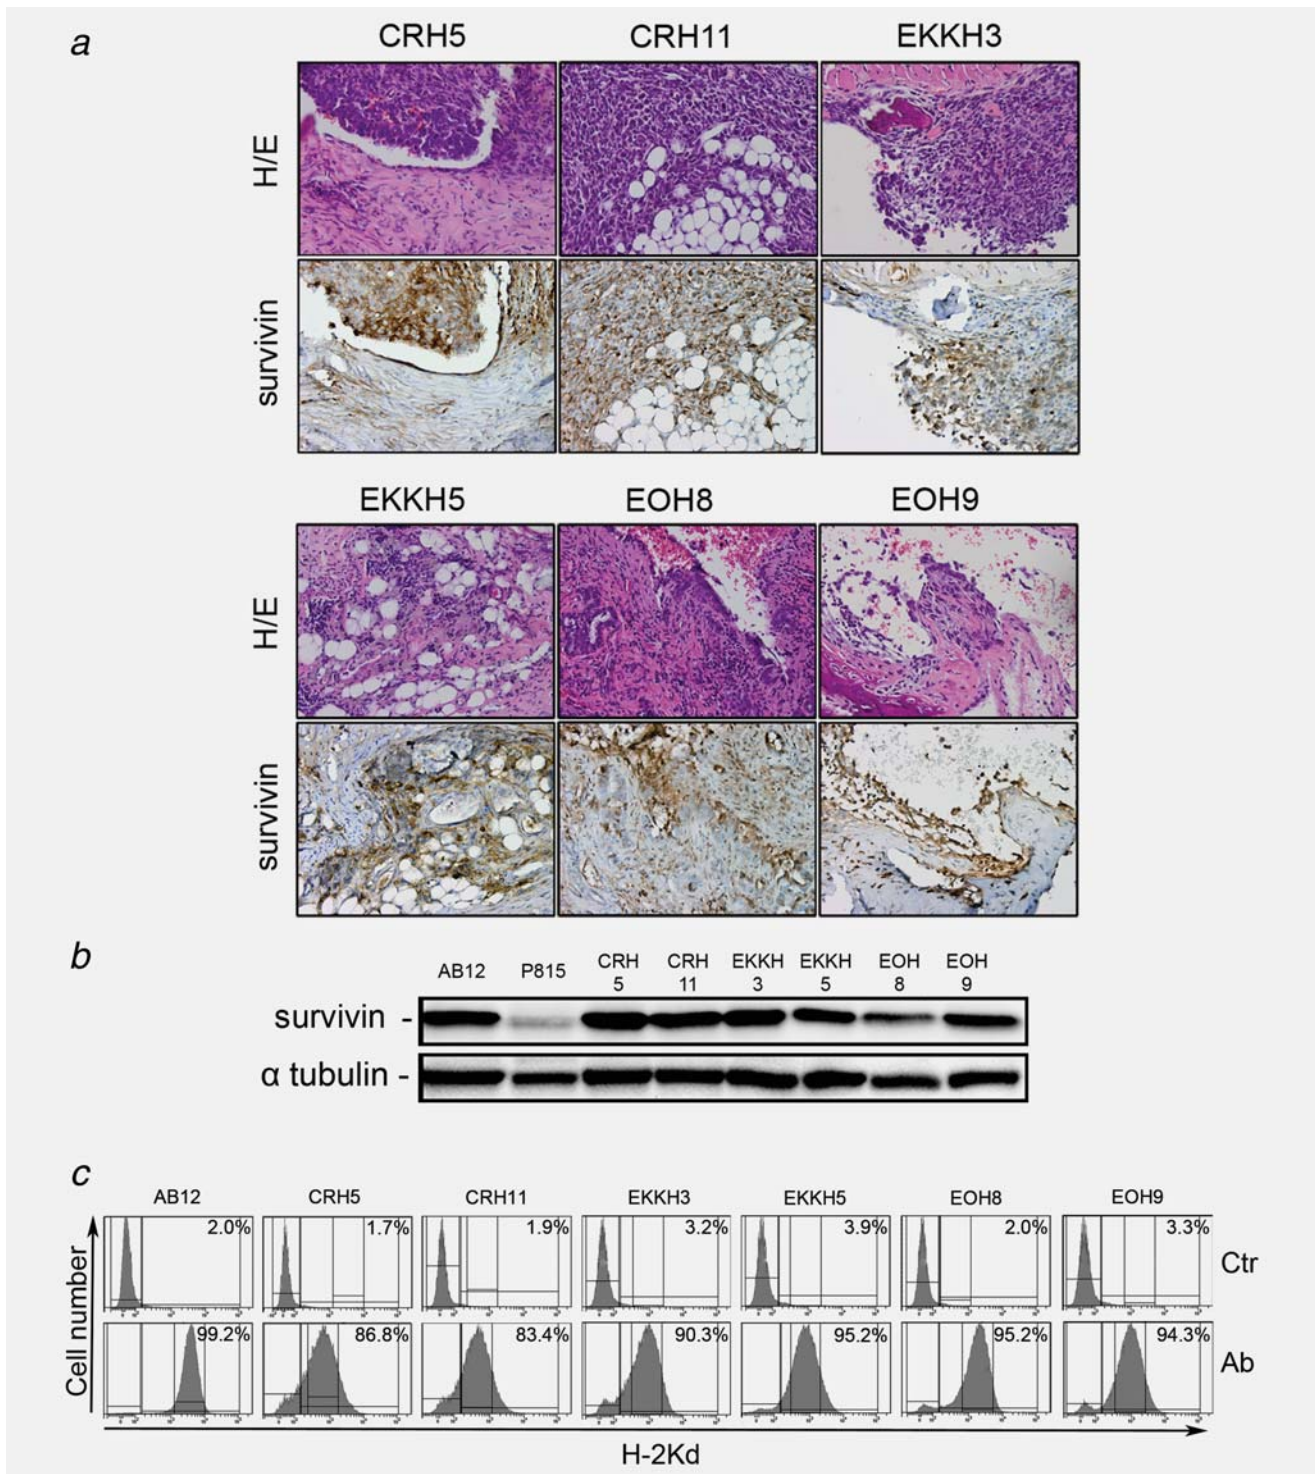 a
CRH5 CRH11 EKKH3
H/E
survivin
EKKH5 EOH8 EOH9
H/E
survivin
b
AB12 P815 CRH 5 CRH 11 EKKH 3 EKKH 5 EOH 8 EOH 9
survivin -
α tubulin -
c
AB12 CRH5 CRH11 EKKH3 EKKH5 EOH8 EOH9
2.0% 1.7% 1.9% 3.2% 3.9% 2.0% 3.3%
Ctr
99.2% 86.8% 83.4% 90.3% 95.2% 95.2% 94.3%
Ab
Cell number
H-2Kd